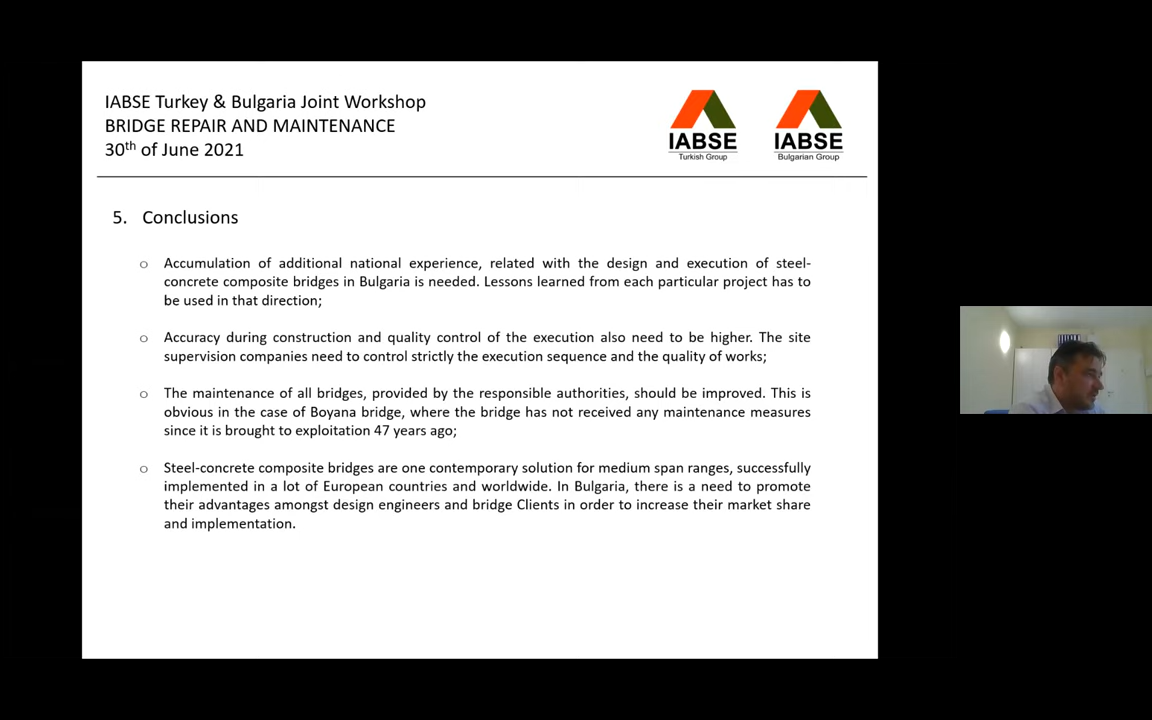 IABSE Turkey & Bulgaria Joint Workshop
BRIDGE REPAIR AND MAINTENANCE
30th of June 2021
IABSE
Turkish Group
IABSE
Bulgarian Group
5. Conclusions
o Accumulation of additional national experience, related with the design and execution of steel-
concrete composite bridges in Bulgaria is needed. Lessons learned from each particular project has to
be used in that direction;
o Accuracy during construction and quality control of the execution also need to be higher. The site
supervision companies need to control strictly the execution sequence and the quality of works;
o The maintenance of all bridges, provided by the responsible authorities, should be improved. This is
obvious in the case of Boyana bridge, where the bridge has not received any maintenance measures
since it is brought to exploitation 47 years ago;
o Steel-concrete composite bridges are one contemporary solution for medium span ranges, successfully
implemented in a lot of European countries and worldwide. In Bulgaria, there is a need to promote
their advantages amongst design engineers and bridge Clients in order to increase their market share
and implementation.